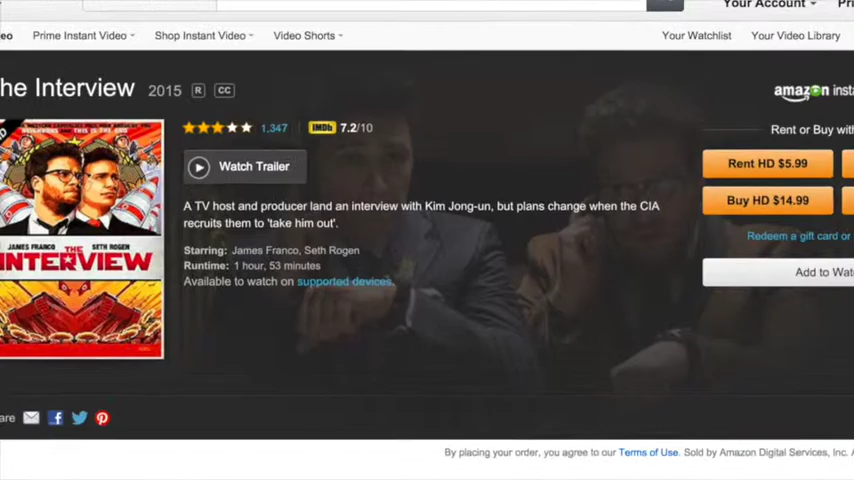 Your Account
eo Prime Instant Video Shop Instant Video Video Shorts Your Watchlist Your Video Library
he Interview 2015 R CC
amazon insta
1,347 IMDb 7.2/10
Rent or Buy with
Watch Trailer
Rent HD $5.99
A TV host and producer land an interview with Kim Jong-un, but plans change when the CIA
recruits them to 'take him out'.
Buy HD $14.99
Redeem a gift card or
JAMES FRANCO SETH ROGEN
THE
INTERVIEW
Starring: James Franco, Seth Rogen
Runtime: 1 hour, 53 minutes
Available to watch on supported devices.
Add to Wat
are
By placing your order, you agree to our Terms of Use. Sold by Amazon Digital Services, Inc. A